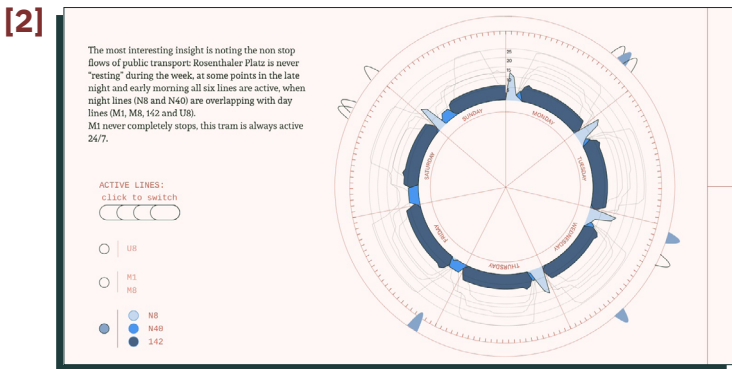 [2]
The most interesting insight is noting the non stop
flows of public transport: Rosenthaler Platz is never
“resting” during the week, at some points in the late
night and early morning all six lines are active, when
night lines (N8 and N40) are overlapping with day
lines (M1, M8, 142 and U8).
M1 never completely stops, this tram is always active
24/7.
ACTIVE LINES:
click to switch
U8
M1
M8
N8
N40
142
25
20
15
SUNDAY
MONDAY
SATURDAY
TUESDAY
FRIDAY
WEDNESDAY
THURSDAY